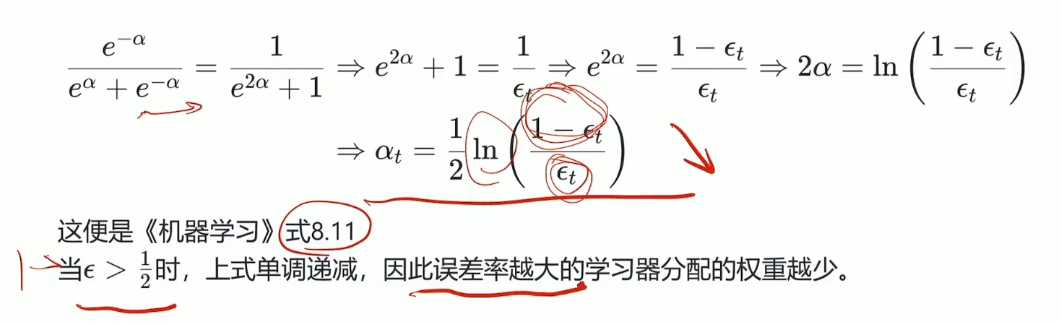 $\frac{e^{-\alpha}}{e^{\alpha}+e^{-\alpha}} = \frac{1}{e^{2\alpha}+1} \Rightarrow e^{2\alpha}+1 = \frac{1}{\epsilon_t} \Rightarrow e^{2\alpha} = \frac{1-\epsilon_t}{\epsilon_t} \Rightarrow 2\alpha = \ln\left(\frac{1-\epsilon_t}{\epsilon_t}\right)$
$\Rightarrow \alpha_t = \frac{1}{2}\ln\left(\frac{1-\epsilon_t}{\epsilon_t}\right)$
这便是《机器学习》式8.11
当$\epsilon > \frac{1}{2}$时，上式单调递减，因此误差率越大的学习器分配的权重越少。